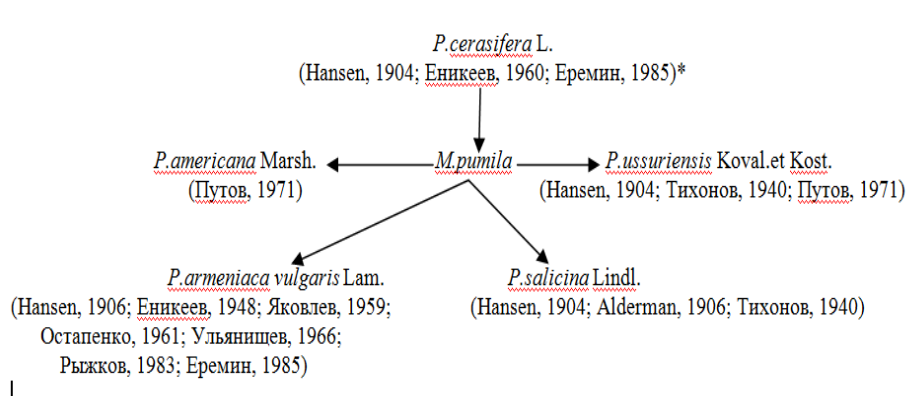 P.cerasifera L.
(Hansen, 1904; Еникеев, 1960; Еремин, 1985)*
P.americana Marsh.
(Путов, 1971)
M.pumila
P.ussuriensis Koval.et Kost.
(Hansen, 1904; Тихонов, 1940; Путов, 1971)
P.armeniaca vulgaris Lam.
(Hansen, 1906; Еникеев, 1948; Яковлев, 1959;
Остапенко, 1961; Ульянищев, 1966;
Рыжков, 1983; Еремин, 1985)
P.salicina Lindl.
(Hansen, 1904; Alderman, 1906; Тихонов, 1940)